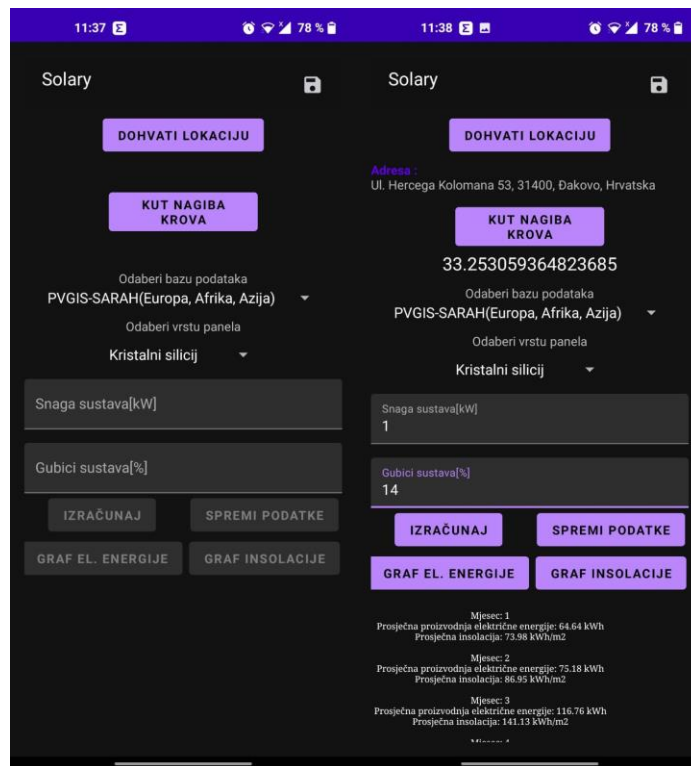 11:37 Σ
78 %
Solary
DOHVATI LOKACIJU
KUT NAGIBA
KROVA
Odaberi bazu podataka
PVGIS-SARAH(Europa, Afrika, Azija)
Odaberi vrstu panela
Kristalni silicij
Snaga sustava[kW]
Gubici sustava[%]
IZRAČUNAJ
SPREMI PODATKE
GRAF EL. ENERGIJE
GRAF INSOLACIJE
11:38 Σ
78 %
Solary
DOHVATI LOKACIJU
Adresa :
Ul. Hercega Kolomana 53, 31400, Đakovo, Hrvatska
KUT NAGIBA
KROVA
33.253059364823685
Odaberi bazu podataka
PVGIS-SARAH(Europa, Afrika, Azija)
Odaberi vrstu panela
Kristalni silicij
Snaga sustava[kW]
1
Gubici sustava[%]
14
IZRAČUNAJ
SPREMI PODATKE
GRAF EL. ENERGIJE
GRAF INSOLACIJE
Mjesec: 1
Prosječna proizvodnja električne energije: 64.64 kWh
Prosječna insolacija: 73.98 kWh/m2
Mjesec: 2
Prosječna proizvodnja električne energije: 75.18 kWh
Prosječna insolacija: 86.95 kWh/m2
Mjesec: 3
Prosječna proizvodnja električne energije: 116.76 kWh
Prosječna insolacija: 141.13 kWh/m2